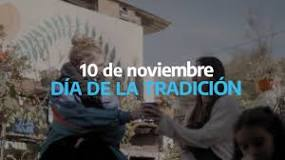 10 de noviembre
DÍA DE LA TRADICIÓN